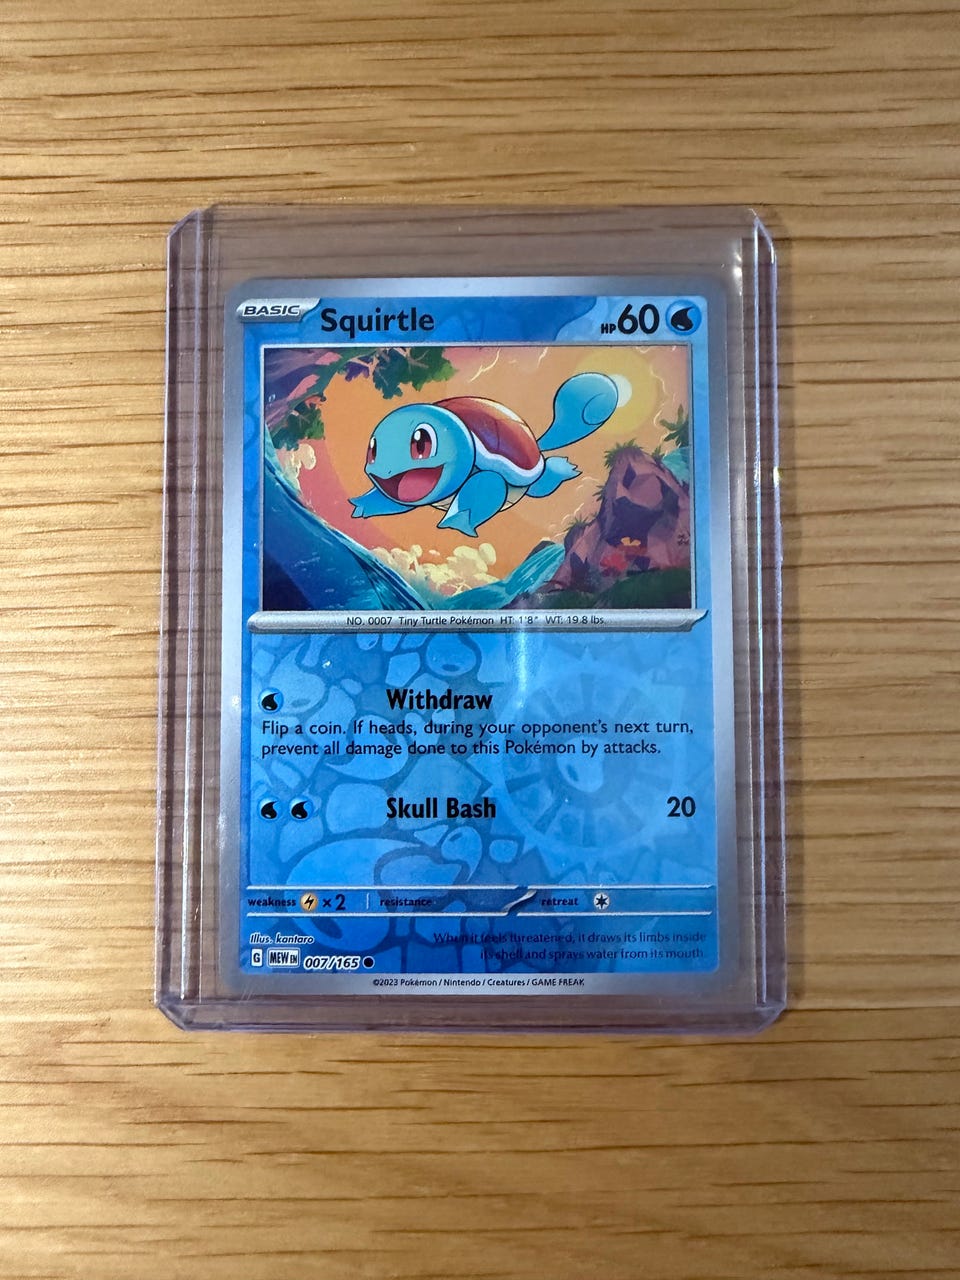 BASIC Squirtle HP 60
NO. 0007 Tiny Turtle Pokémon HT: 1'8" WT: 19.8 lbs.
Withdraw
Flip a coin. If heads, during your opponent's next turn,
prevent all damage done to this Pokémon by attacks.
Skull Bash 20
weakness ×2 resistance retreat
Illus. kantaro
When it feels threatened, it draws its limbs inside
its shell and sprays water from its mouth.
G MEW EN 007/165
©2023 Pokémon / Nintendo / Creatures / GAME FREAK